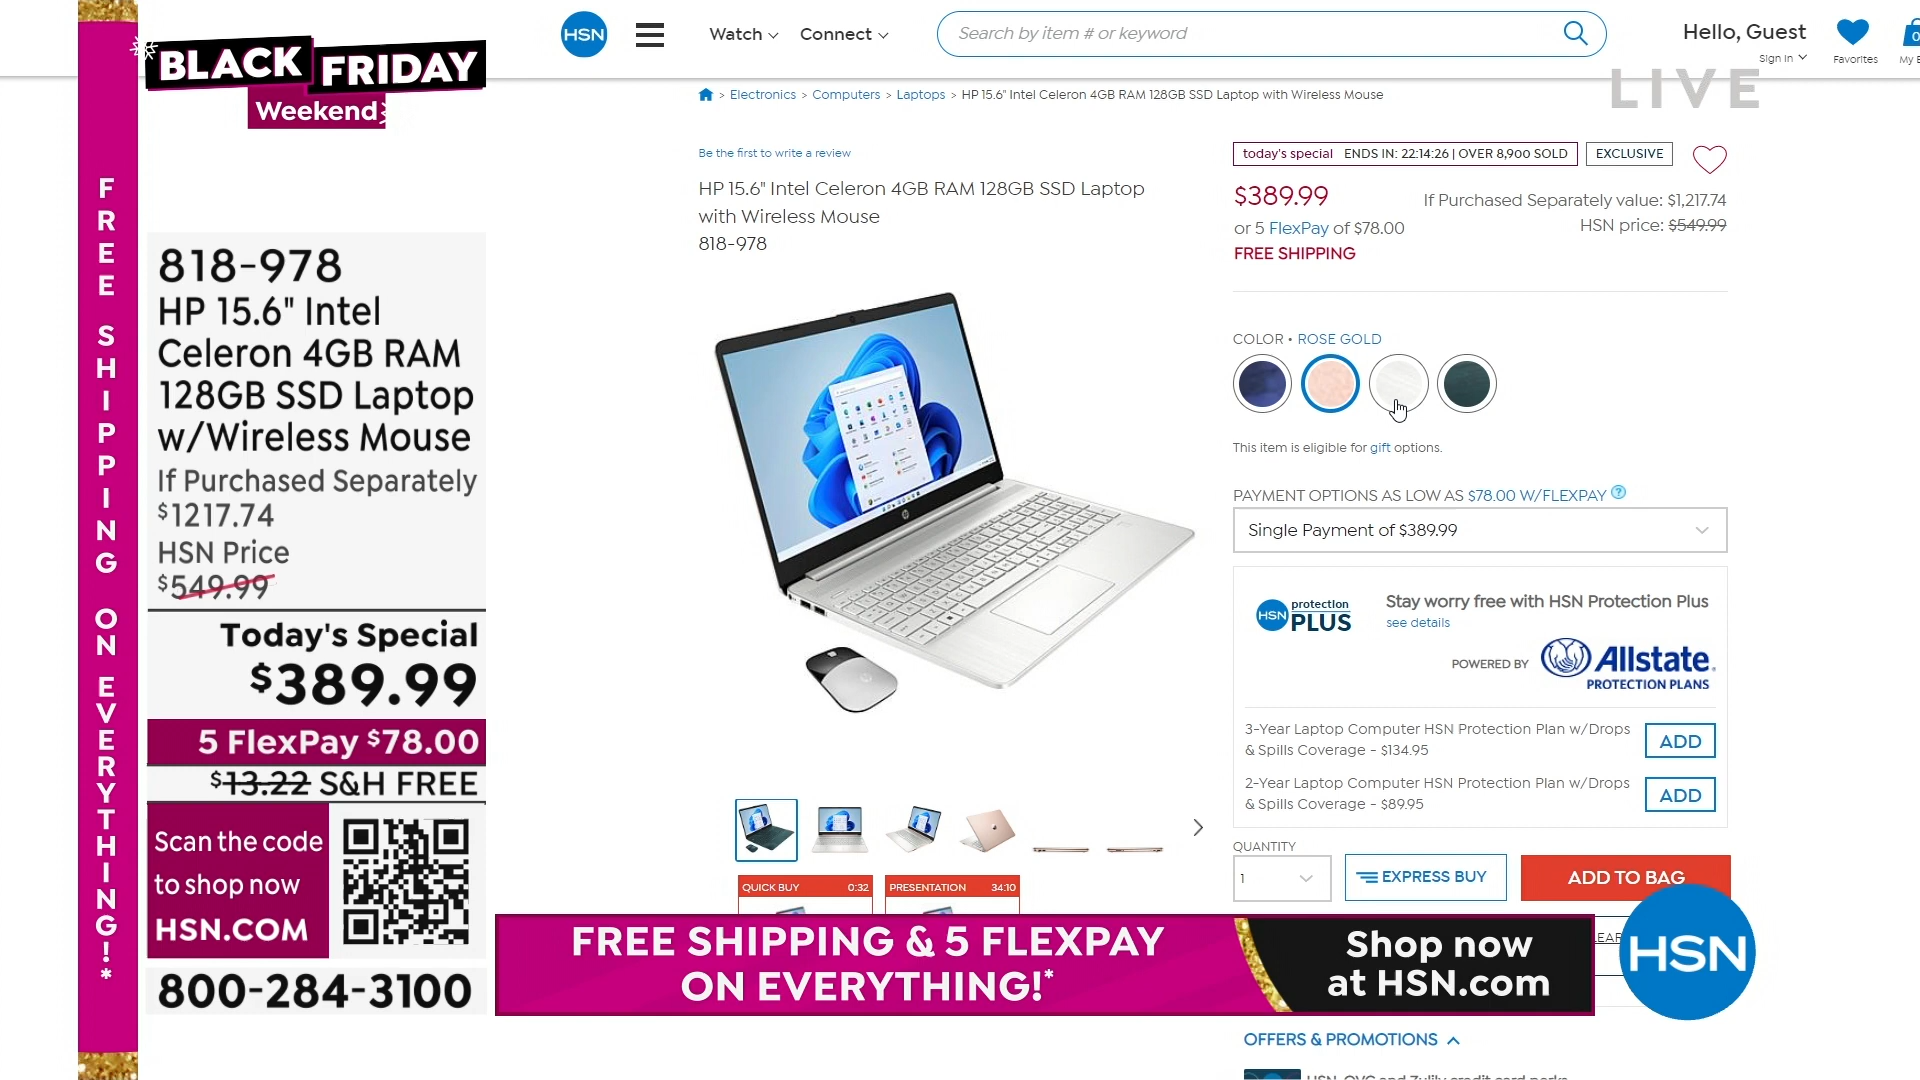 BLACK FRIDAY
Weekend
FREE SHIPPING ON EVERYTHING!*
818-978
HP 15.6" Intel
Celeron 4GB RAM
128GB SSD Laptop
w/Wireless Mouse
If Purchased Separately
$1217.74
HSN Price
$549.99
Today's Special
$389.99
5 FlexPay $78.00
$13.22 S&H FREE
Scan the code
to shop now
HSN.COM
800-284-3100
HSN
Watch
Connect
Search by item # or keyword
Hello, Guest
Sign In
Favorites
0
LIVE
> Electronics > Computers > Laptops > HP 15.6" Intel Celeron 4GB RAM 128GB SSD Laptop with Wireless Mouse
Be the first to write a review
HP 15.6" Intel Celeron 4GB RAM 128GB SSD Laptop
with Wireless Mouse
818-978
QUICK BUY 0:32
PRESENTATION 34:10
today's special ENDS IN: 22:14:26 | OVER 8,900 SOLD
EXCLUSIVE
$389.99
If Purchased Separately value: $1,217.74
or 5 FlexPay of $78.00
HSN price: $549.99
FREE SHIPPING
COLOR • ROSE GOLD
This item is eligible for gift options.
PAYMENT OPTIONS AS LOW AS $78.00 W/FLEXPAY ?
Single Payment of $389.99
HSN protection PLUS
Stay worry free with HSN Protection Plus
see details
POWERED BY Allstate.
PROTECTION PLANS
3-Year Laptop Computer HSN Protection Plan w/Drops
& Spills Coverage - $134.95
ADD
2-Year Laptop Computer HSN Protection Plan w/Drops
& Spills Coverage - $89.95
ADD
QUANTITY
1
EXPRESS BUY
ADD TO BAG
FREE SHIPPING & 5 FLEXPAY
ON EVERYTHING!*
Shop now
at HSN.com
HSN
OFFERS & PROMOTIONS